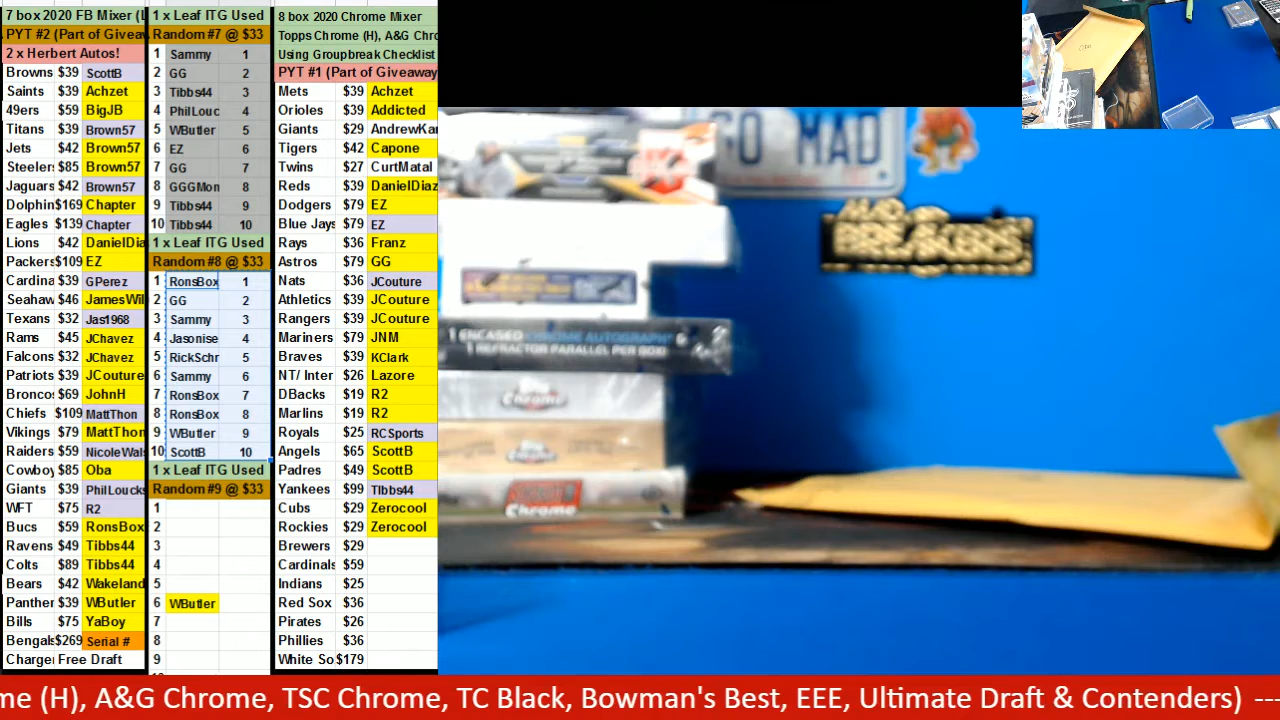 7 box 2020 FB Mixer (L
PYT #2 (Part of Giveaw
2 x Herbert Autos!
Browns $39 ScottB
Saints $39 Achzet
49ers $59 BigJB
Titans $39 Brown57
Jets $42 Brown57
Steelers $85 Brown57
Jaguars $42 Brown57
Dolphin $169 Chapter
Eagles $139 Chapter
Lions $42 DanielDia
Packers $109 EZ
Cardina $39 GPerez
Seahaw $46 JamesWil
Texans $32 Jas1968
Rams $45 JChavez
Falcons $32 JChavez
Patriots $39 JCouture
Bronco $69 JohnH
Chiefs $109 MattThon
Vikings $79 MattThon
Raiders $59 NicoleWals
Cowboy $85 Oba
Giants $39 PhilLoucks
WFT $75 R2
Bucs $59 RonsBox
Ravens $49 Tibbs44
Colts $89 Tibbs44
Bears $42 Wakeland
Panther $39 WButler
Bills $75 YaBoy
Bengals $269 Serial #
Charge Free Draft
1 x Leaf ITG Used
Random #7 @ $33
1 Sammy 1
2 GG 2
3 Tibbs44 3
4 PhilLouc 4
5 WButler 5
6 EZ 6
7 GG 7
8 GGGMon 8
9 Tibbs44 9
10 Tibbs44 10
1 x Leaf ITG Used
Random #8 @ $33
1 RonsBox 1
2 GG 2
3 Sammy 3
4 Jasonise 4
5 RickSchr 5
6 Sammy 6
7 RonsBox 7
8 RonsBox 8
9 WButler 9
10 ScottB 10
1 x Leaf ITG Used
Random #9 @ $33
1
2
3
4
5
6 WButler
7
8
9
8 box 2020 Chrome Mixer
Topps Chrome (H), A&G Chro
Using Groupbreak Checklist
PYT #1 (Part of Giveaway
Mets $39 Achzet
Orioles $39 Addicted
Giants $29 AndrewKar
Tigers $42 Capone
Twins $27 CurtMatal
Reds $39 DanielDiaz
Dodgers $79 EZ
Blue Jays $79 EZ
Rays $36 Franz
Astros $79 GG
Nats $36 JCouture
Athletics $39 JCouture
Rangers $39 JCouture
Mariners $79 JNM
Braves $39 KClark
NT/ Inter $26 Lazore
DBacks $19 R2
Marlins $19 R2
Royals $25 RCSports
Angels $65 ScottB
Padres $49 ScottB
Yankees $99 TIbbs44
Cubs $29 Zerocool
Rockies $29 Zerocool
Brewers $29
Cardinals $59
Indians $25
Red Sox $36
Pirates $26
Phillies $36
White So $179
GO MAD
MAD
BREAKERS
1 ENCASED CHROME AUTOGRAPH &
1 REFRACTOR PARALLEL PER BOX!
Topps
Chrome
Chrome
me (H), A&G Chrome, TSC Chrome, TC Black, Bowman's Best, EEE, Ultimate Draft & Contenders) ---